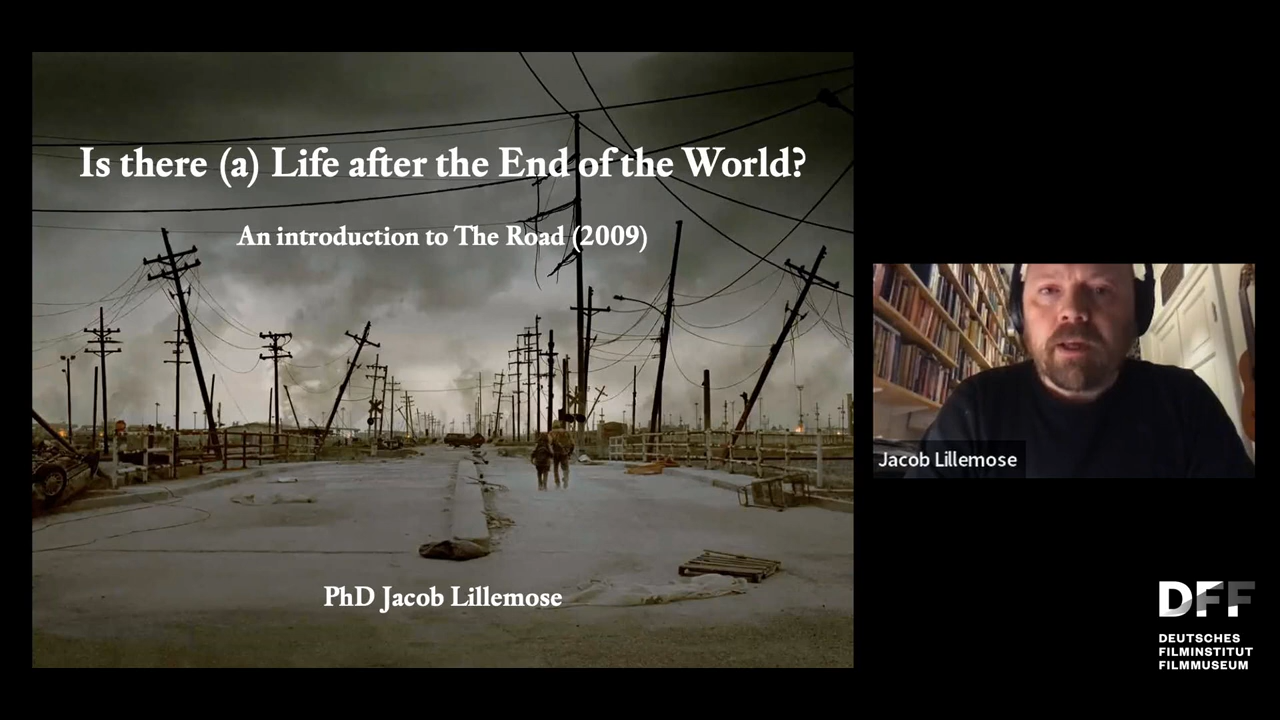 Is there (a) Life after the End of the World?
An introduction to The Road (2009)
PhD Jacob Lillemose
Jacob Lillemose
DFF
DEUTSCHES
FILMINSTITUT
FILMMUSEUM